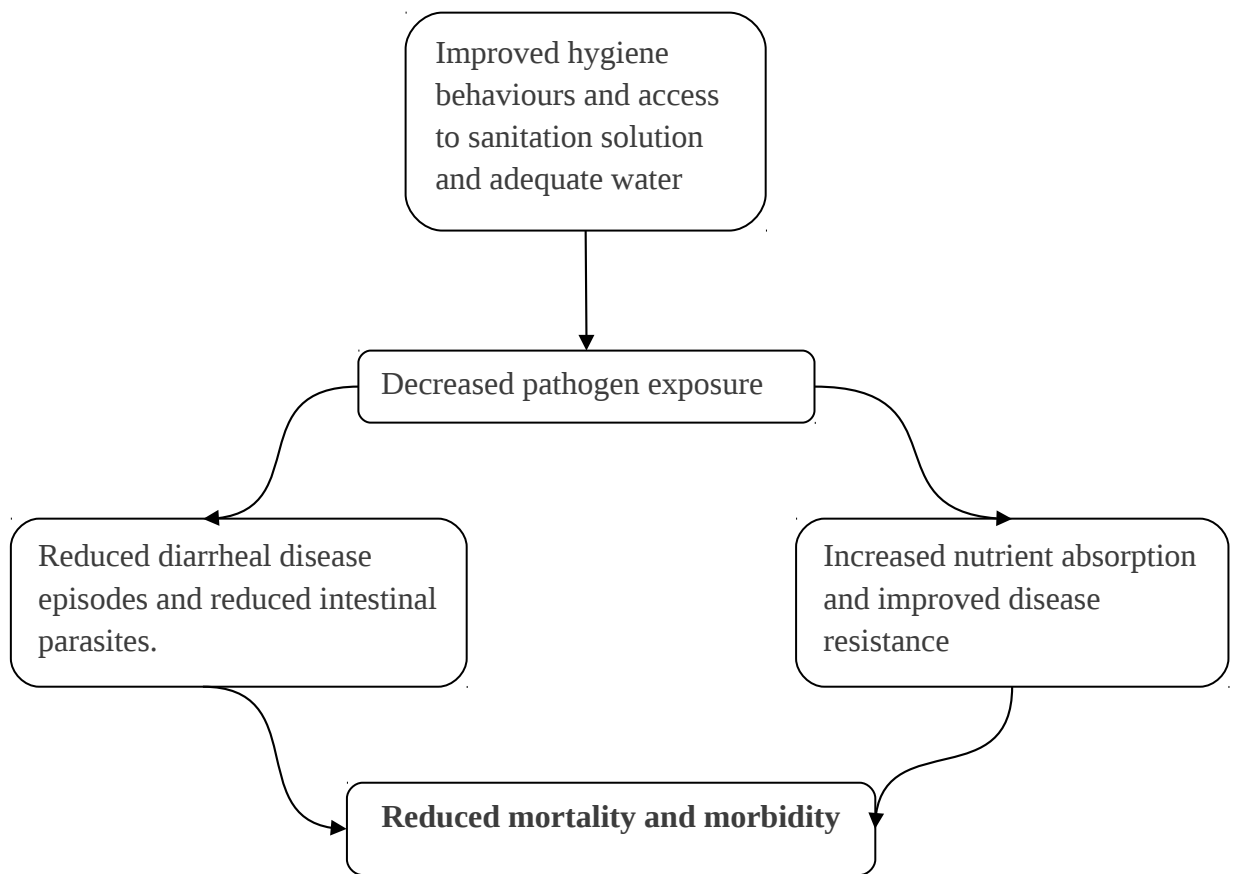 Improved hygiene
behaviours and access
to sanitation solution
and adequate water
Decreased pathogen exposure
Reduced diarrheal disease
episodes and reduced intestinal
parasites.
Increased nutrient absorption
and improved disease
resistance
Reduced mortality and morbidity